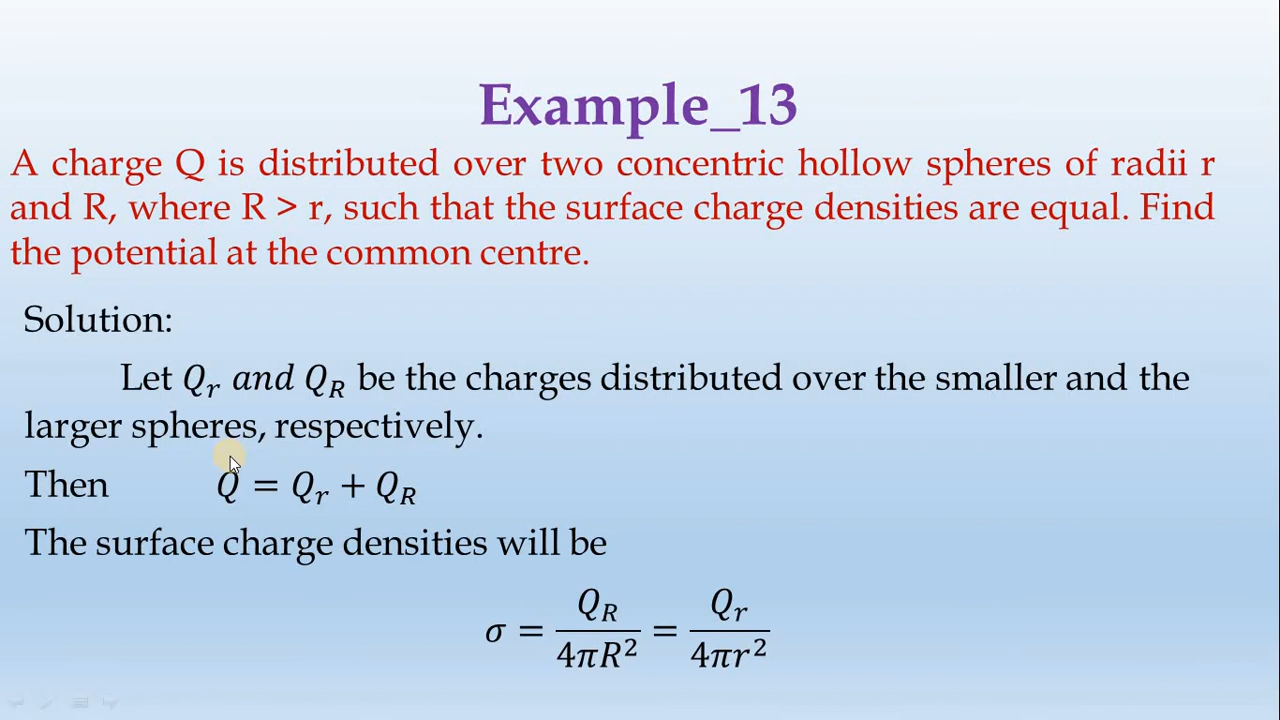 Example_13
A charge Q is distributed over two concentric hollow spheres of radii r
and R, where R > r, such that the surface charge densities are equal. Find
the potential at the common centre.
Solution:
Let Q_r and Q_R be the charges distributed over the smaller and the
larger spheres, respectively.
Then Q = Q_r + Q_R
The surface charge densities will be
σ = Q_R / 4πR² = Q_r / 4πr²